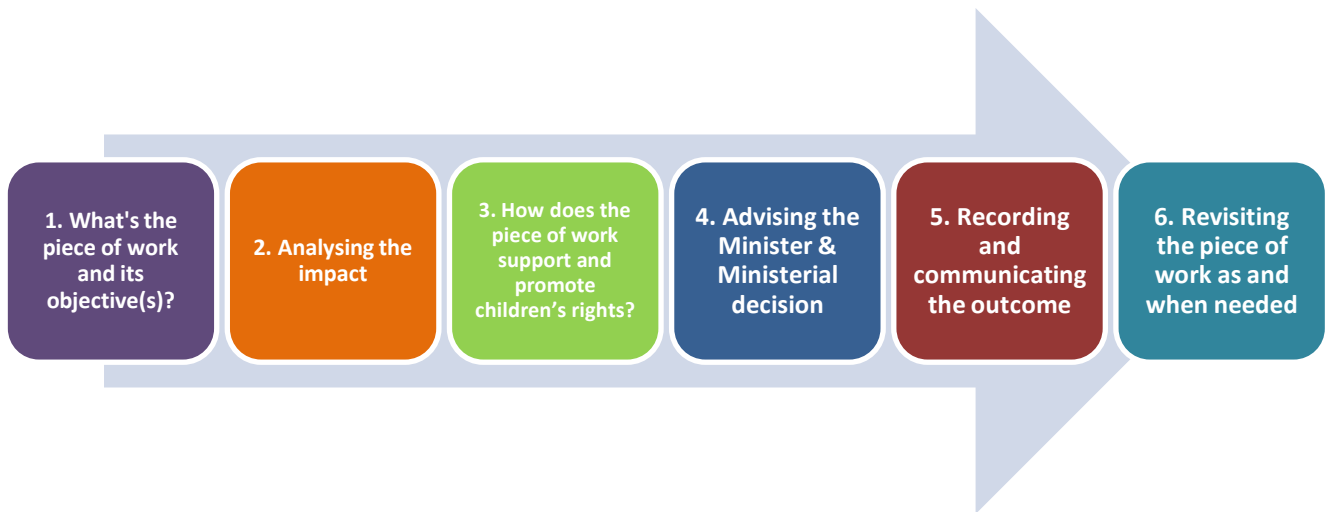 1. What's the
piece of work
and its
objective(s)?
2. Analysing the
impact
3. How does the
piece of work
support and
promote
children’s rights?
4. Advising the
Minister &
Ministerial
decision
5. Recording
and
communicating
the outcome
6. Revisiting
the piece of
work as and
when needed